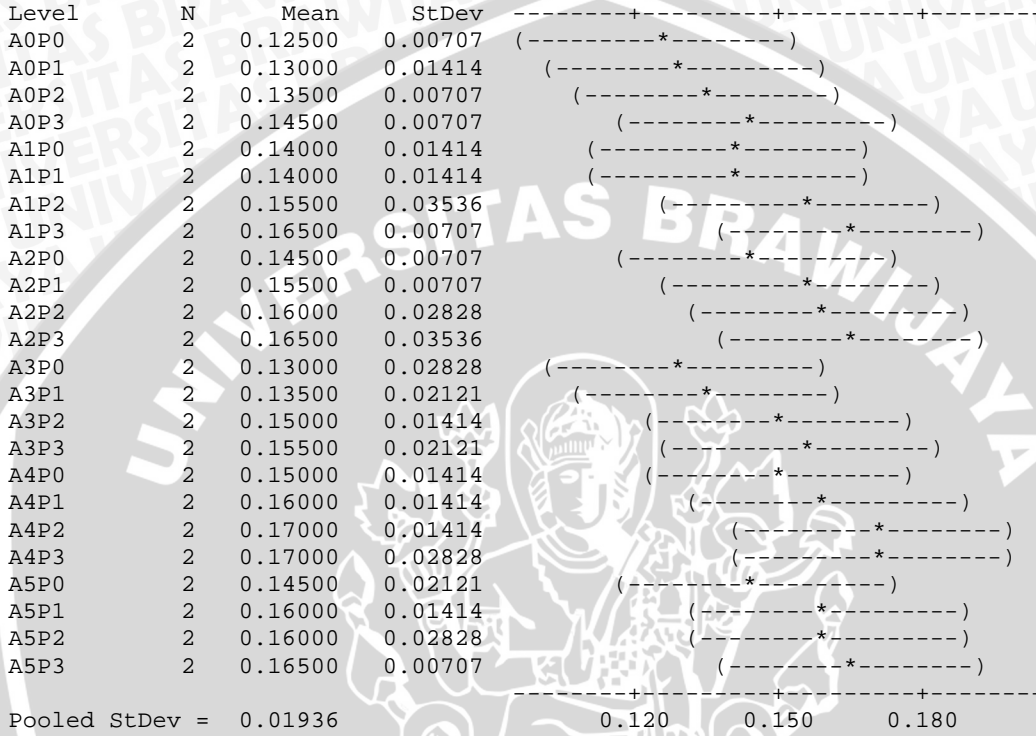 Level N Mean StDev --------+---------+---------+--------
A0P0 2 0.12500 0.00707 (---------*--------)
A0P1 2 0.13000 0.01414 (--------*---------)
A0P2 2 0.13500 0.00707 (--------*--------)
A0P3 2 0.14500 0.00707 (--------*---------)
A1P0 2 0.14000 0.01414 (---------*--------)
A1P1 2 0.14000 0.01414 (---------*--------)
A1P2 2 0.15500 0.03536 (---------*--------)
A1P3 2 0.16500 0.00707 (--------*--------)
A2P0 2 0.14500 0.00707 (--------*---------)
A2P1 2 0.15500 0.00707 (---------*--------)
A2P2 2 0.16000 0.02828 (--------*---------)
A2P3 2 0.16500 0.03536 (--------*--------)
A3P0 2 0.13000 0.02828 (--------*---------)
A3P1 2 0.13500 0.02121 (--------*--------)
A3P2 2 0.15000 0.01414 (--------*--------)
A3P3 2 0.15500 0.02121 (---------*--------)
A4P0 2 0.15000 0.01414 (--------*--------)
A4P1 2 0.16000 0.01414 (--------*---------)
A4P2 2 0.17000 0.01414 (---------*--------)
A4P3 2 0.17000 0.02828 (---------*--------)
A5P0 2 0.14500 0.02121 (--------*---------)
A5P1 2 0.16000 0.01414 (--------*---------)
A5P2 2 0.16000 0.02828 (--------*---------)
A5P3 2 0.16500 0.00707 (--------*--------)
--------+---------+---------+--------
Pooled StDev = 0.01936 0.120 0.150 0.180
UNIVERSITAS BRAWIJAYA